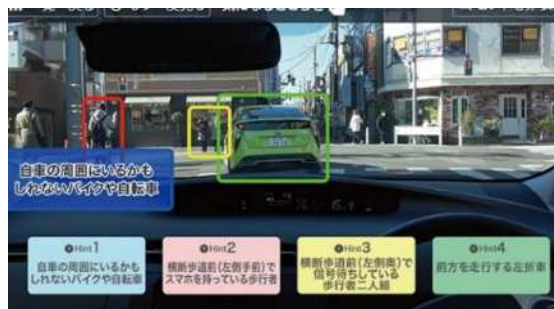 自車の周囲にいるかも
しれないバイクや自転車
Hint1
自車の周囲にいるかも
しれないバイクや自転車
Hint2
横断歩道前(左側手前)で
スマホを持っている歩行者
Hint3
横断歩道前(左側奥)で
信号待ちしている
歩行者二人組
Hint4
前方を走行する左折車